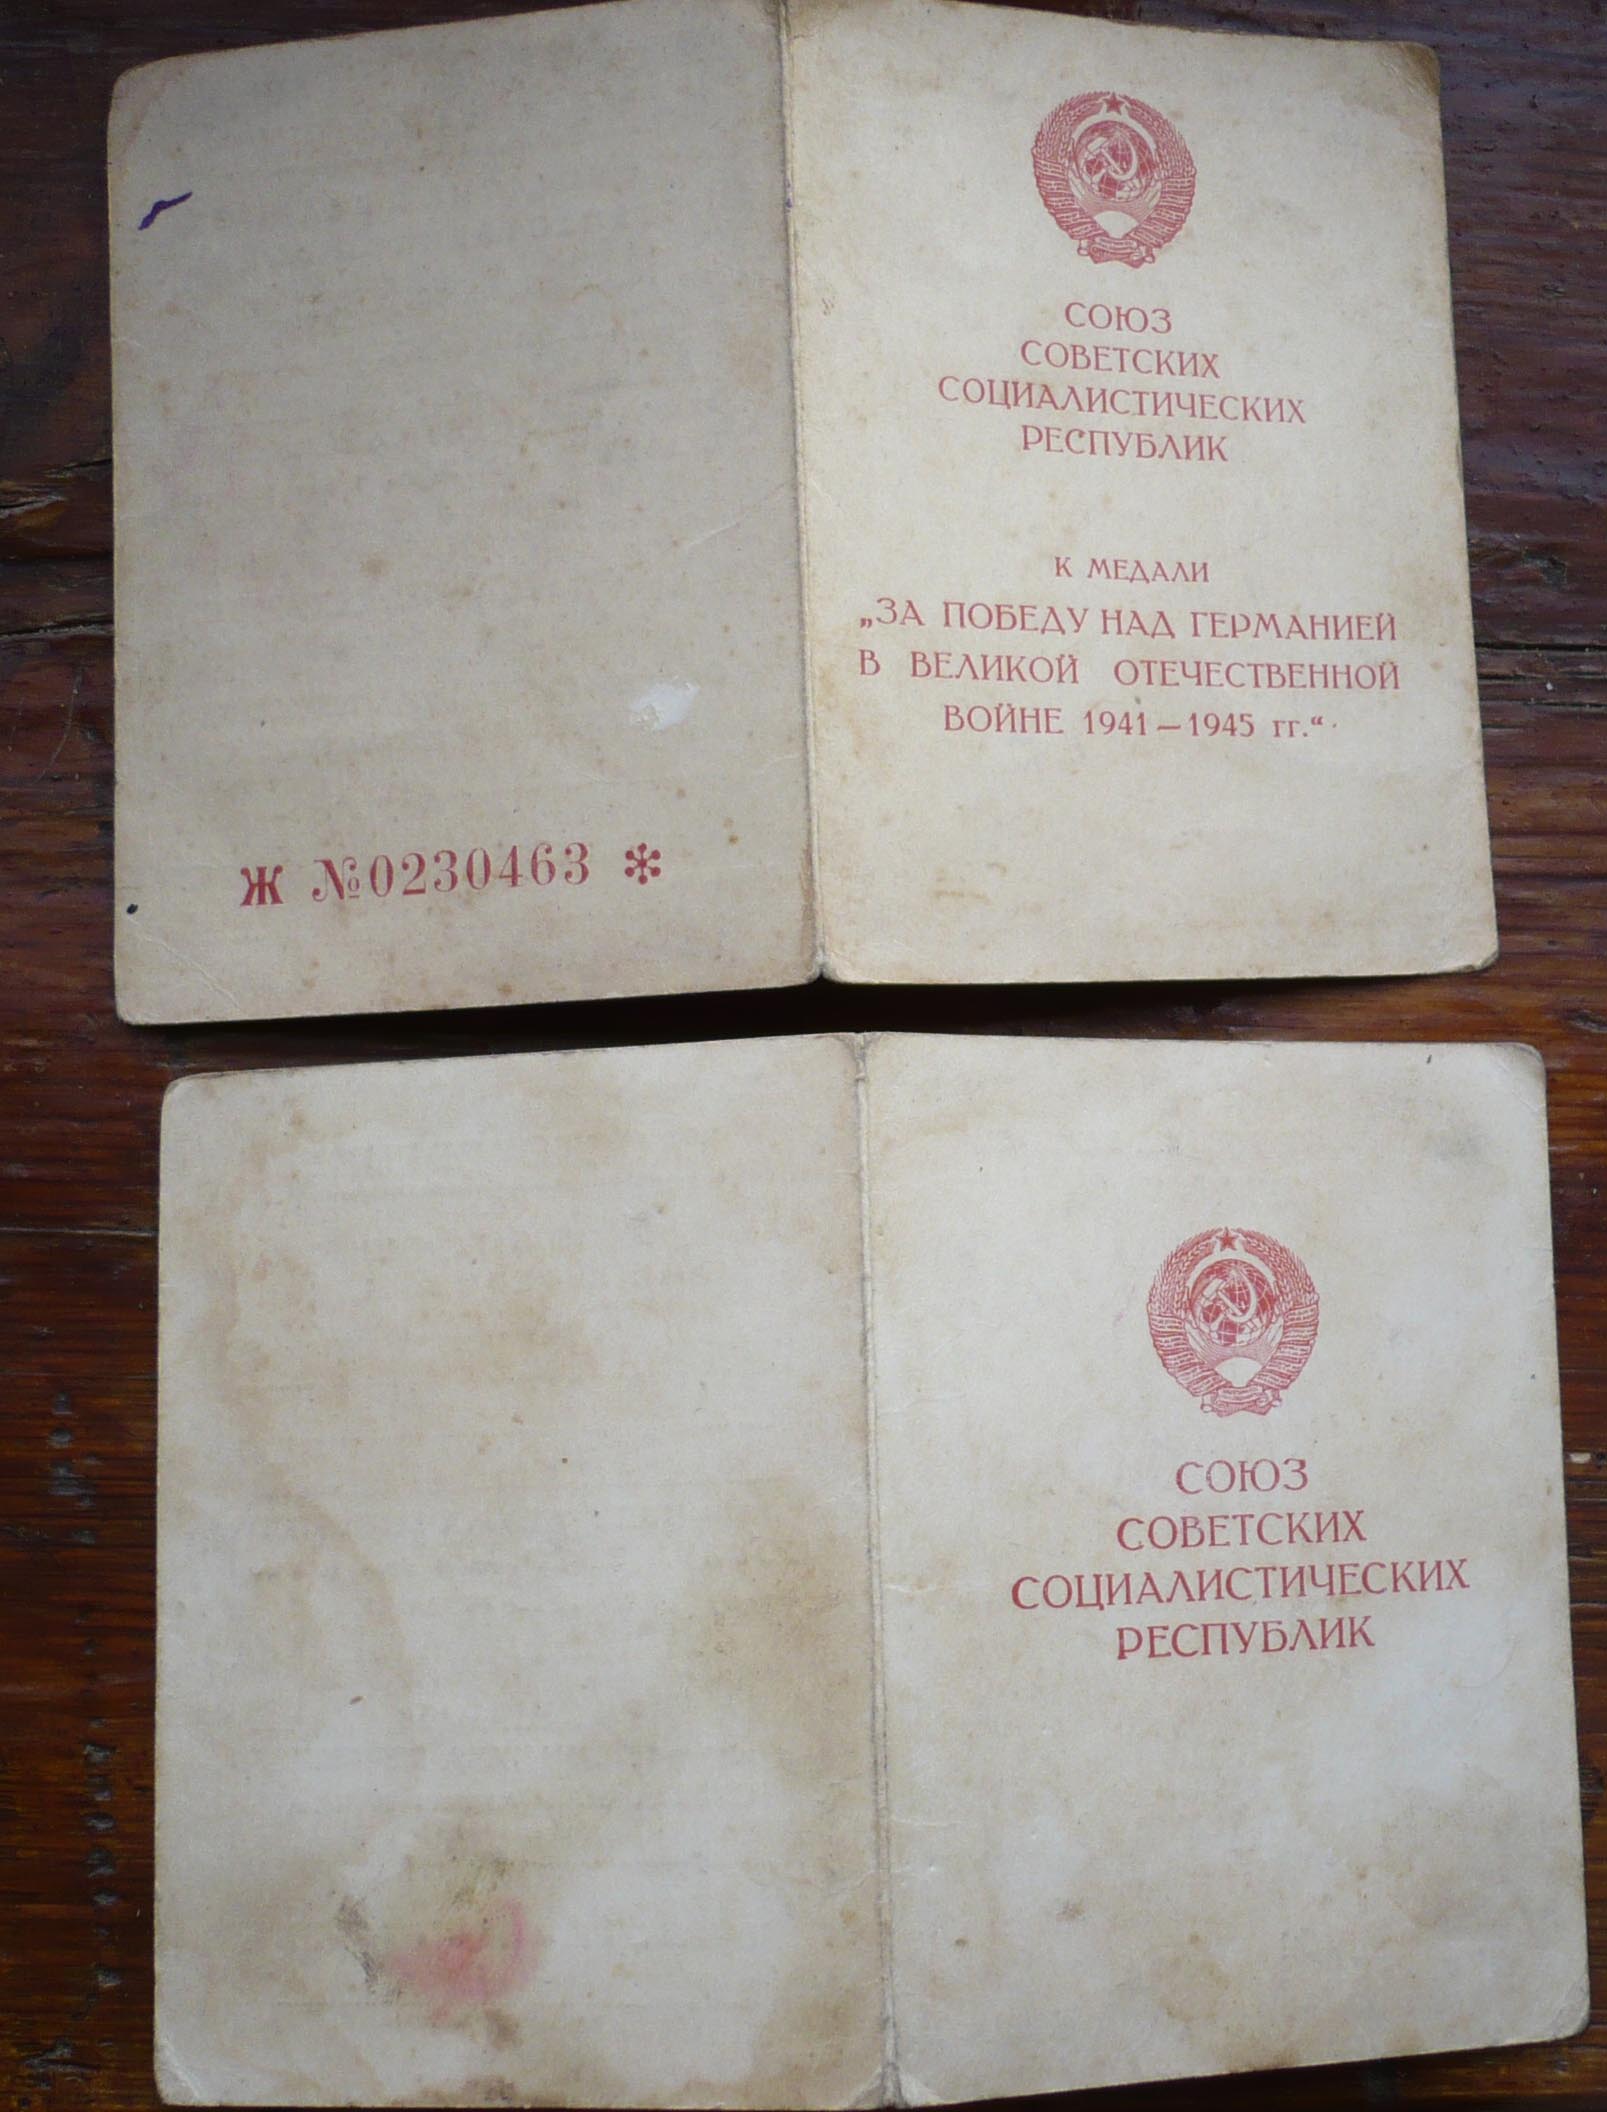 СОЮЗ
СОВЕТСКИХ
СОЦИАЛИСТИЧЕСКИХ
РЕСПУБЛИК
К МЕДАЛИ
„ЗА ПОБЕДУ НАД ГЕРМАНИЕЙ
В ВЕЛИКОЙ ОТЕЧЕСТВЕННОЙ
ВОЙНЕ 1941 — 1945 гг.“
Ж №0230463 *
СОЮЗ
СОВЕТСКИХ
СОЦИАЛИСТИЧЕСКИХ
РЕСПУБЛИК